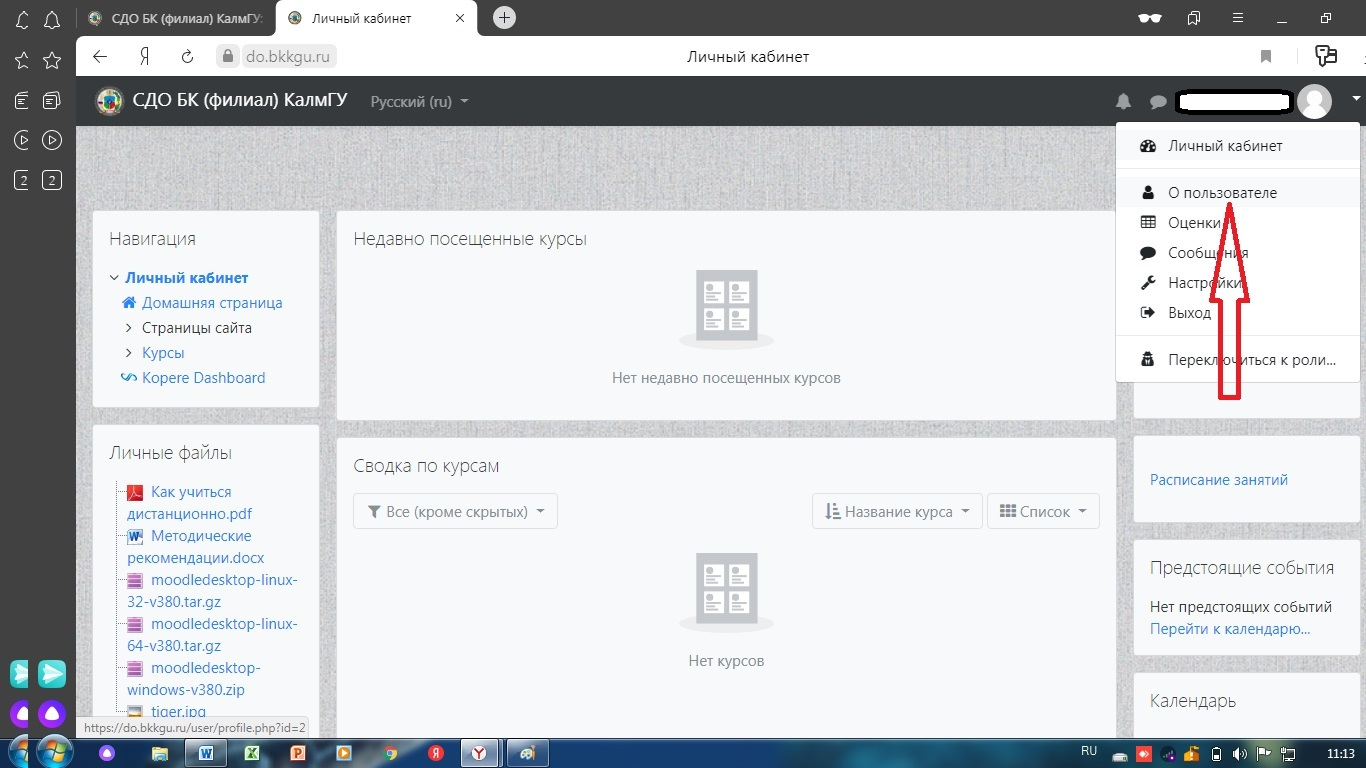 СДО БК (филиал) КалмГУ:
Личный кабинет
do.bkkgu.ru
Личный кабинет
СДО БК (филиал) КалмГУ
Русский (ru)
Личный кабинет
О пользователе
Оценки
Сообщения
Настройки
Выход
Переключиться к роли...
Навигация
Личный кабинет
Домашняя страница
Страницы сайта
Курсы
Kopere Dashboard
Недавно посещенные курсы
Нет недавно посещенных курсов
Личные файлы
Как учиться
дистанционно.pdf
Методические
рекомендации.docx
moodledesktop-linux-
32-v380.tar.gz
moodledesktop-linux-
64-v380.tar.gz
moodledesktop-
windows-v380.zip
tiger.jpg
Сводка по курсам
Все (кроме скрытых)
Название курса
Список
Нет курсов
Расписание занятий
Предстоящие события
Нет предстоящих событий
Перейти к календарю...
Календарь
2
2
https://do.bkkgu.ru/user/profile.php?id=2
RU
11:13